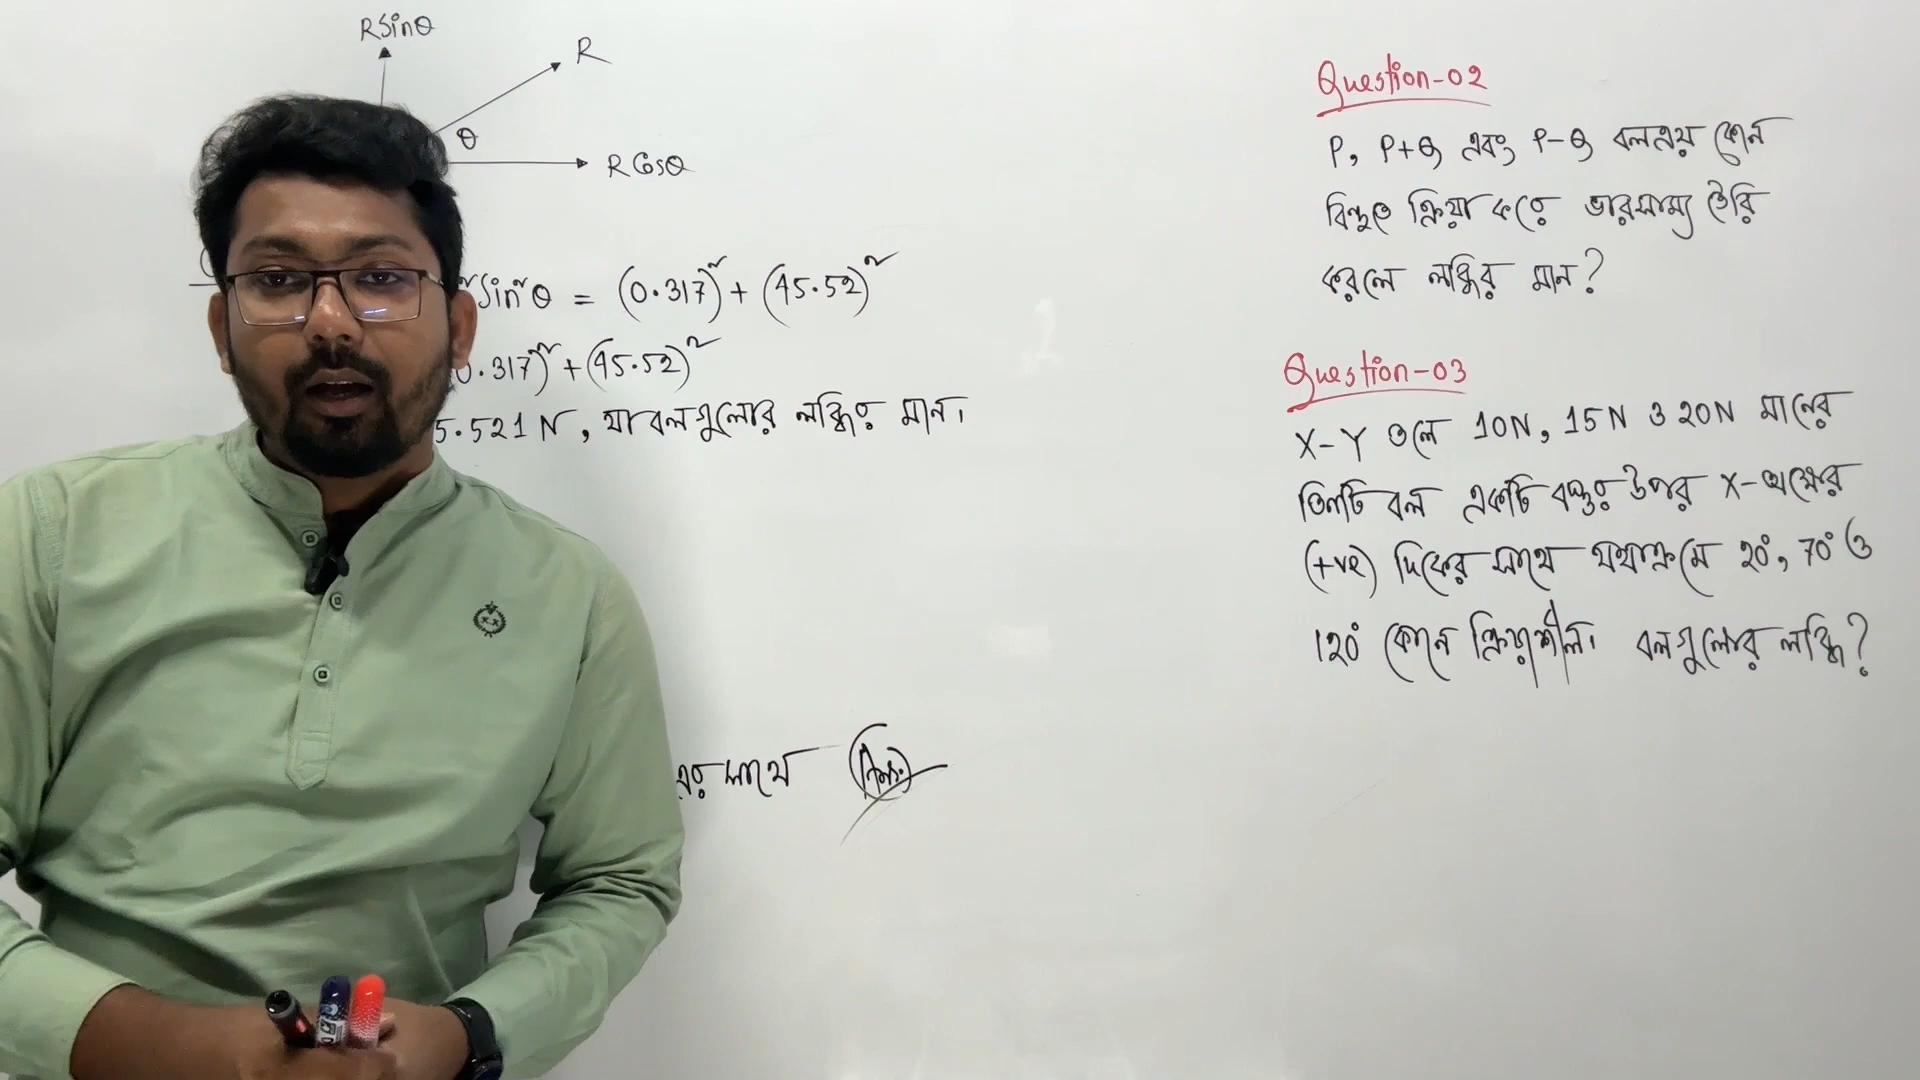 RSinθ
R
θ
RCosθ
Sin²θ = (0.317)² + (45.52)²
0.317)² + (45.52)²
5.521 N, যা বলগুলোর লব্ধির মান।
এর সাথে
Question-02
P, P+Q এবং P-Q বলত্রয় কোন
বিন্দুতে ক্রিয়া করে ভারসাম্য তৈরি
করলে লব্ধির মান?
Question-03
X-Y তলে 10N, 15N ও 20N মানের
তিনটি বল একটি বস্তুর উপর X-অক্ষের
(+ve) দিকের সাথে যথাক্রমে 20°, 70° ও
120° কোনে ক্রিয়াশীল। বলগুলোর লব্ধি?